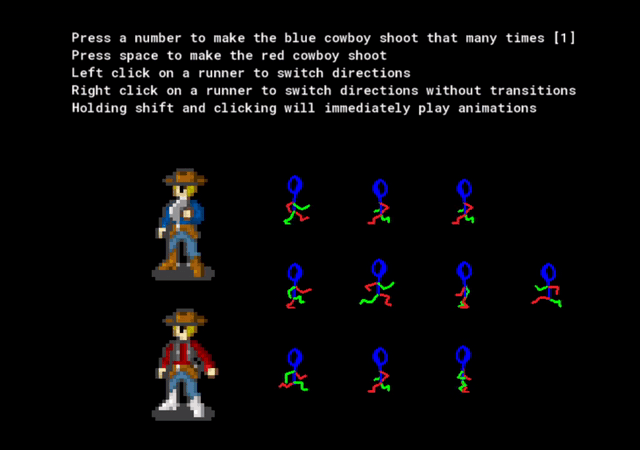 Press a number to make the blue cowboy shoot that many times [1]
Press space to make the red cowboy shoot
Left click on a runner to switch directions
Right click on a runner to switch directions without transitions
Holding shift and clicking will immediately play animations